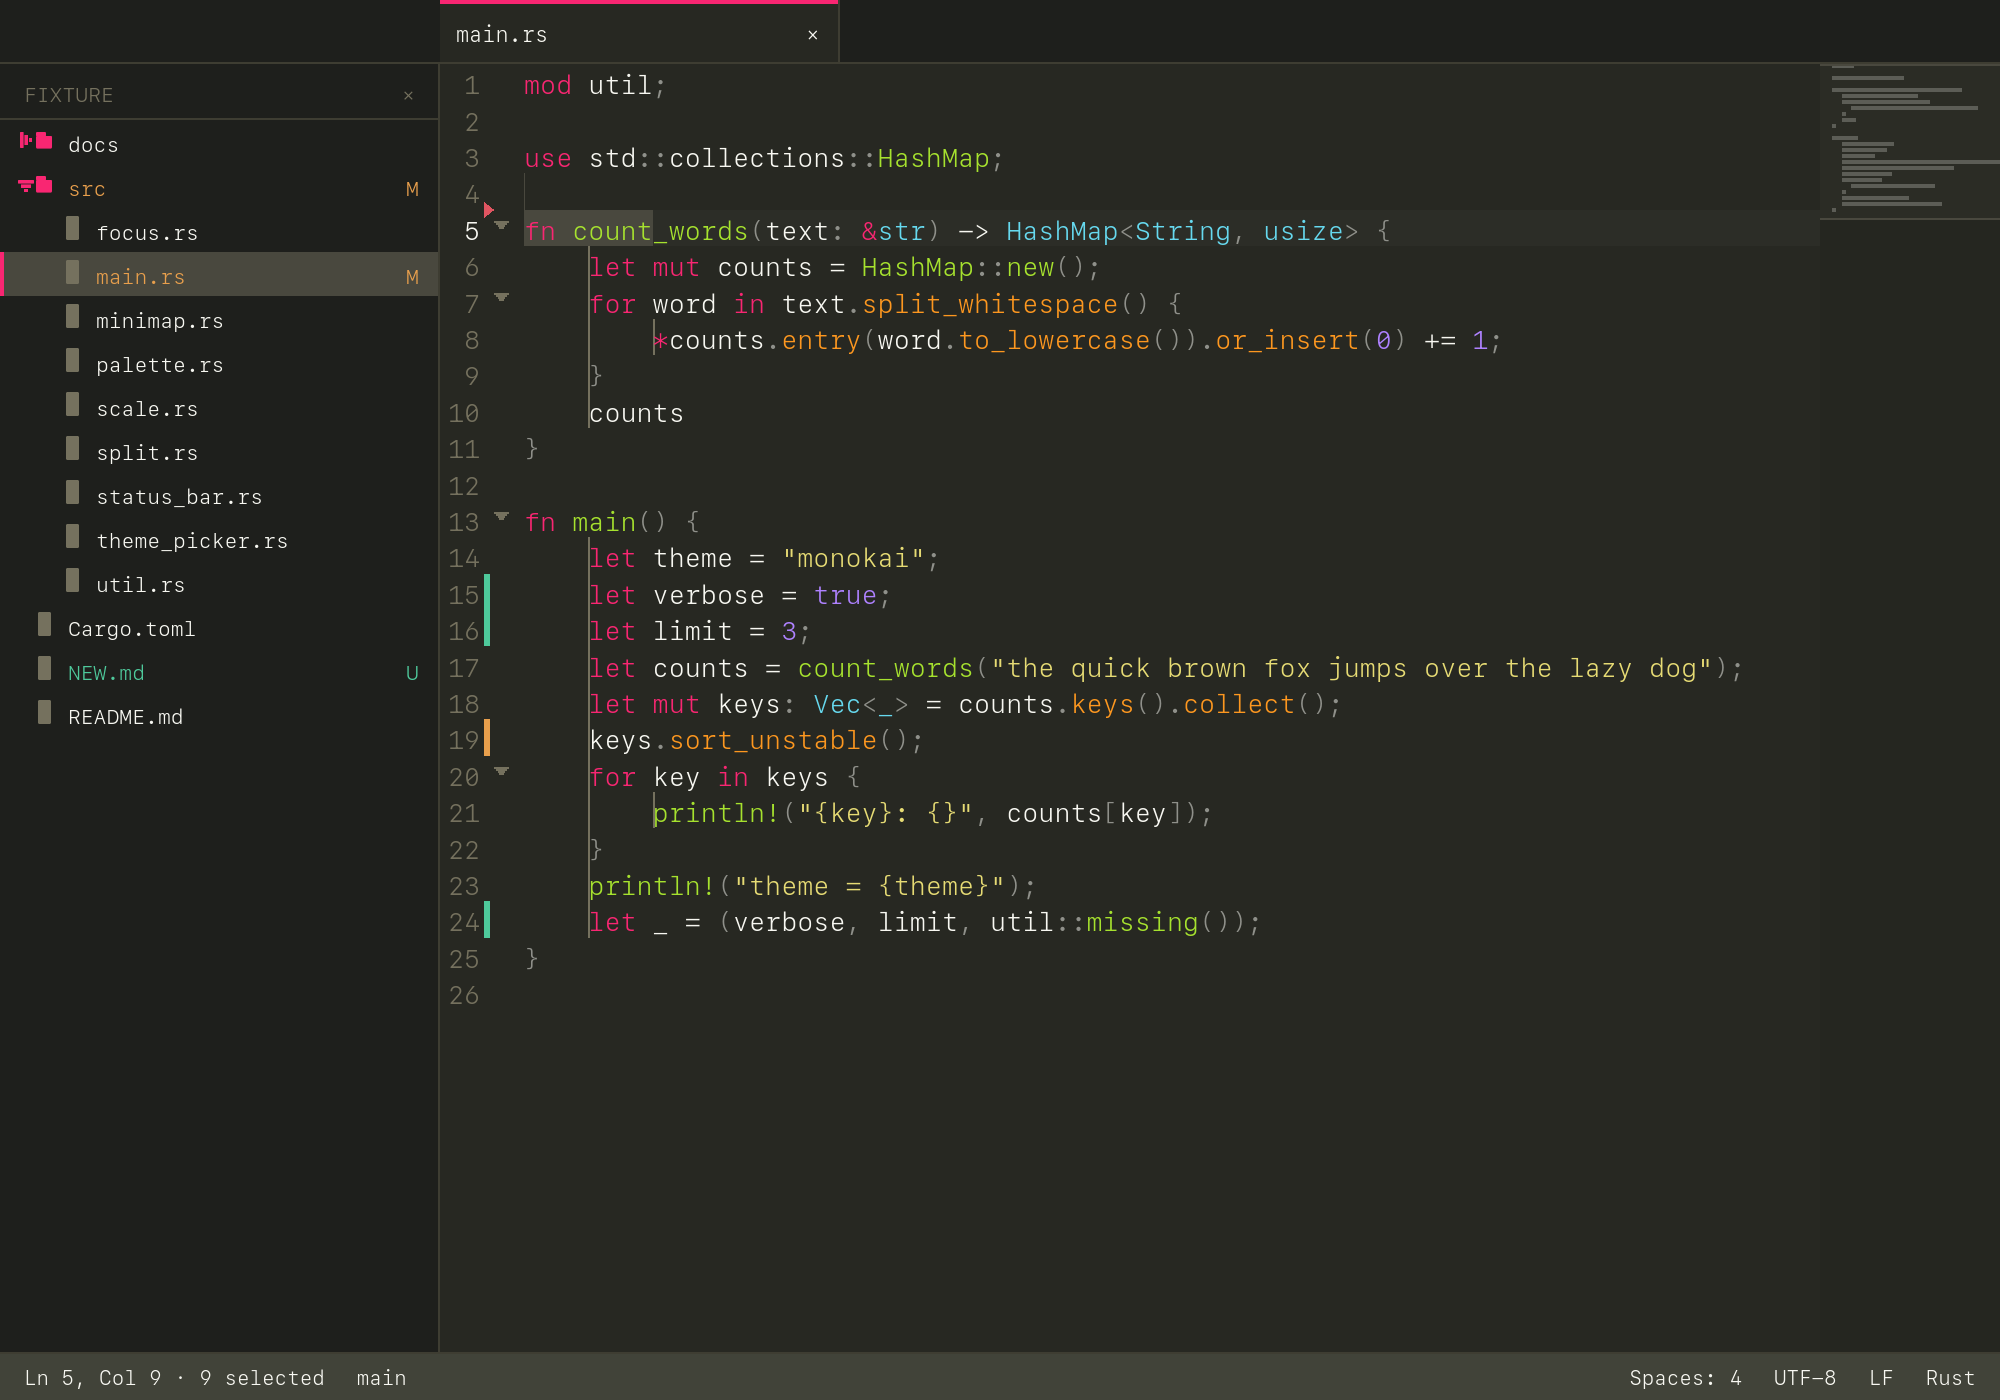 main.rs ×
FIXTURE ×
docs
src M
focus.rs
main.rs M
minimap.rs
palette.rs
scale.rs
split.rs
status_bar.rs
theme_picker.rs
util.rs
Cargo.toml
NEW.md U
README.md
1 mod util;
2
3 use std::collections::HashMap;
4
5 fn count_words(text: &str) -> HashMap<String, usize> {
6     let mut counts = HashMap::new();
7     for word in text.split_whitespace() {
8         *counts.entry(word.to_lowercase()).or_insert(0) += 1;
9     }
10     counts
11 }
12
13 fn main() {
14     let theme = "monokai";
15     let verbose = true;
16     let limit = 3;
17     let counts = count_words("the quick brown fox jumps over the lazy dog");
18     let mut keys: Vec<_> = counts.keys().collect();
19     keys.sort_unstable();
20     for key in keys {
21         println!("{key}: {}", counts[key]);
22     }
23     println!("theme = {theme}");
24     let _ = (verbose, limit, util::missing());
25 }
26
Ln 5, Col 9 · 9 selected main Spaces: 4 UTF-8 LF Rust